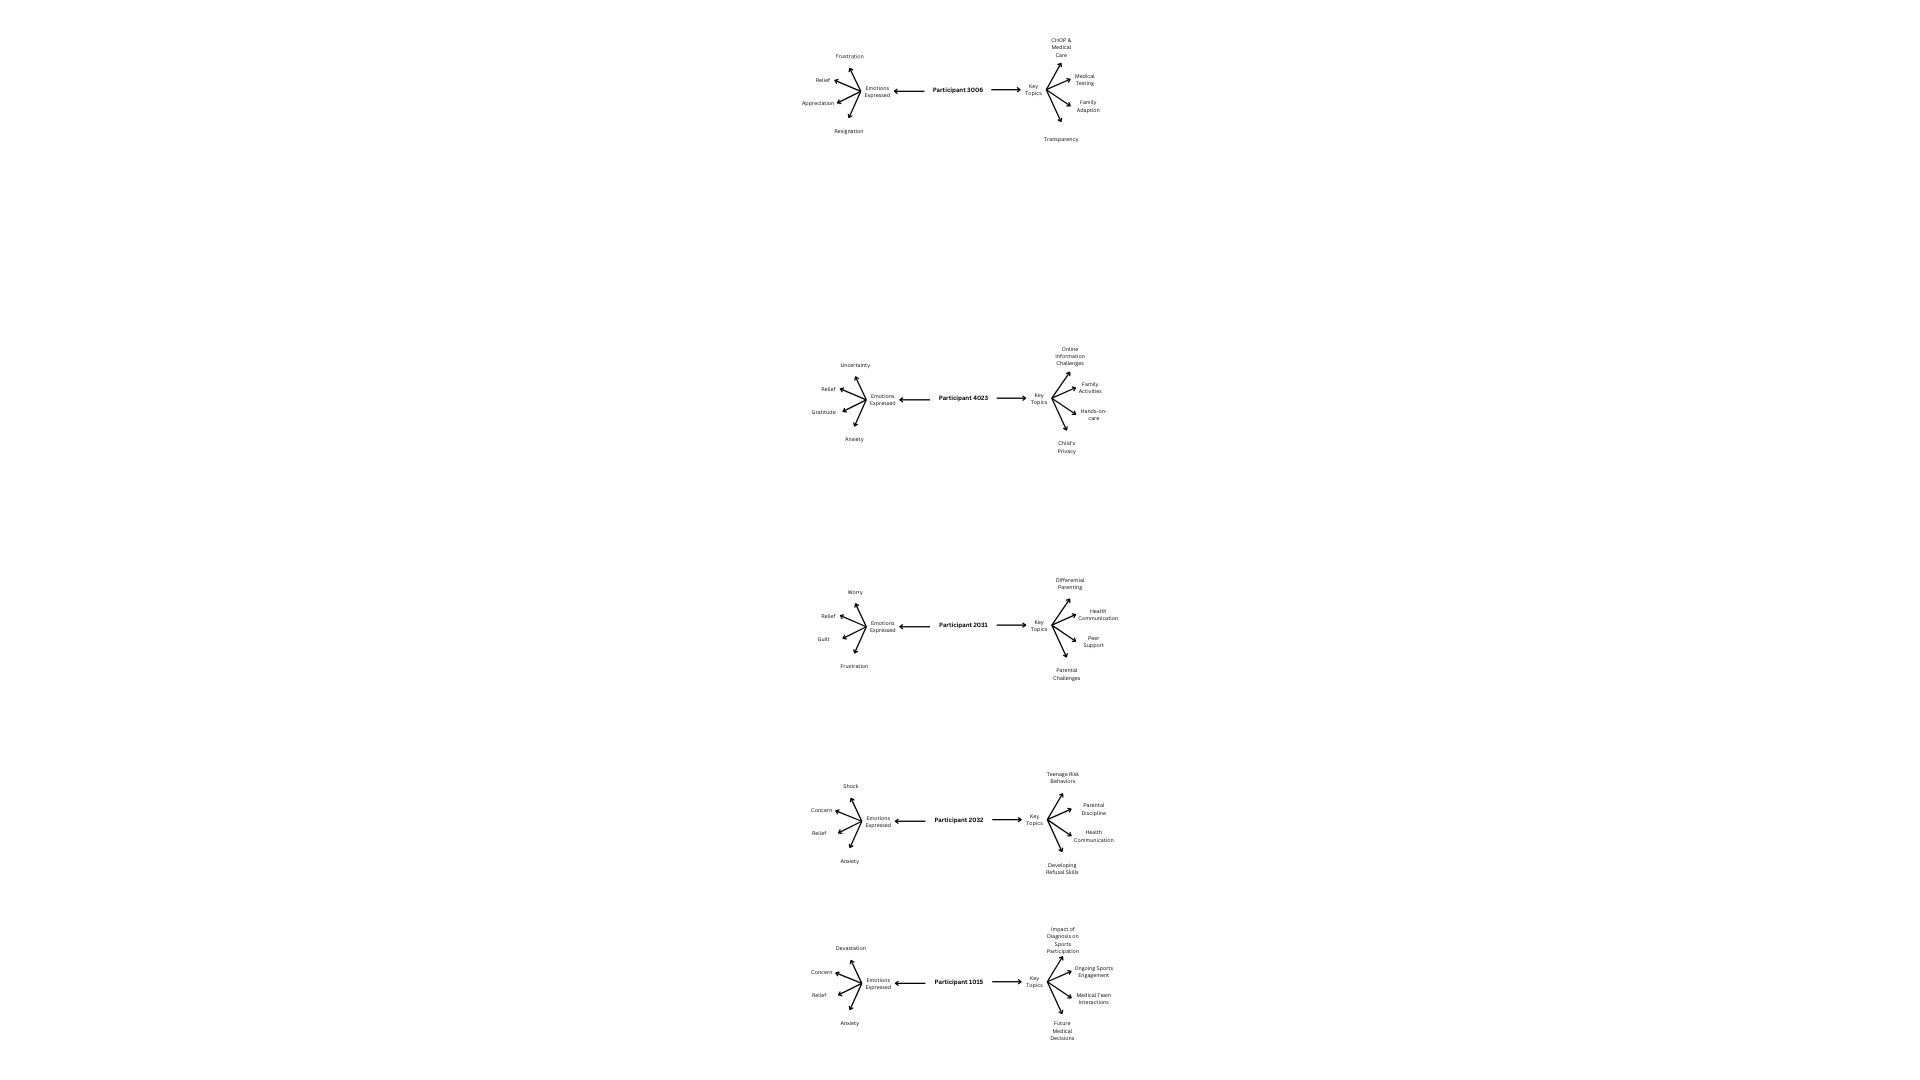 CHOP &
Medical
Care
Frustration
Relief
Medical
Testing
Emotions
Expressed
Participant 3006
Key
Topics
Appreciation
Family
Adaption
Resignation
Transparency
Online
Information
Challenges
Uncertainty
Relief
Family
Activities
Emotions
Expressed
Participant 4023
Key
Topics
Gratitude
Hands-on-
care
Anxiety
Child's
Privacy
Differential
Parenting
Worry
Relief
Health
Communication
Emotions
Expressed
Participant 2031
Key
Topics
Guilt
Peer
Support
Frustration
Parental
Challenges
Teenage Risk
Behaviors
Shock
Concern
Parental
Discipline
Emotions
Expressed
Participant 2032
Key
Topics
Relief
Health
Communication
Anxiety
Developing
Refusal Skills
Impact of
Diagnosis on
Sports
Participation
Devastation
Concern
Ongoing Sports
Engagement
Emotions
Expressed
Participant 1015
Key
Topics
Relief
Medical Team
Interactions
Anxiety
Future
Medical
Decisions